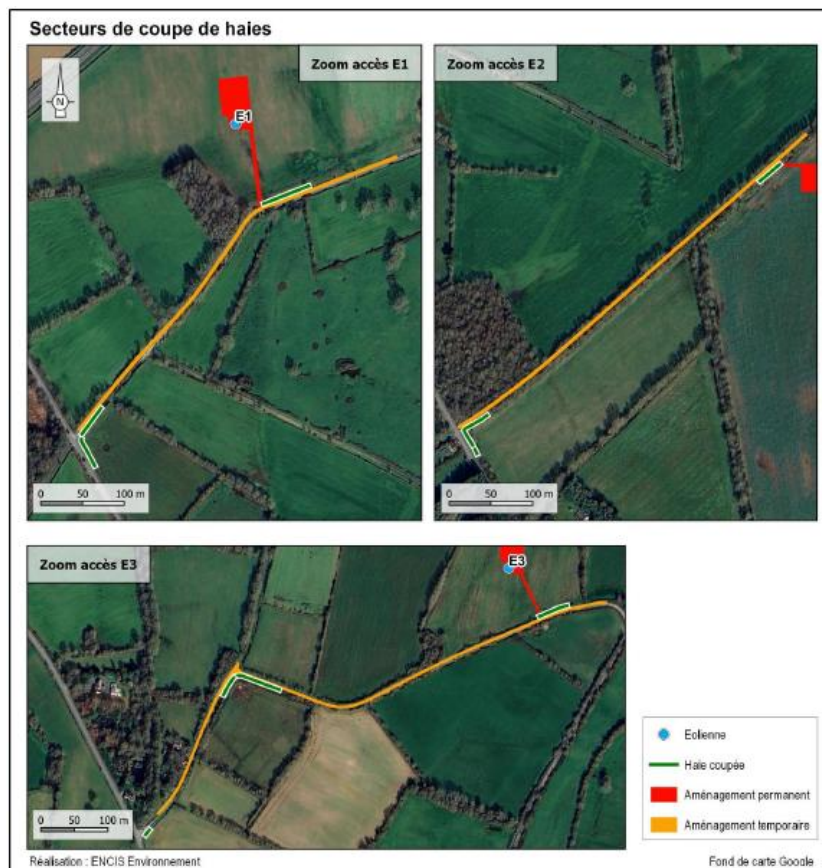 Secteurs de coupe de haies
Zoom accès E1
N
E1
0 50 100 m
Zoom accès E2
0 50 100 m
Zoom accès E3
E3
0 50 100 m
Eolienne
Haie coupée
Aménagement permanent
Aménagement temporaire
Réalisation : ENCIS Environnement
Fond de carte Google